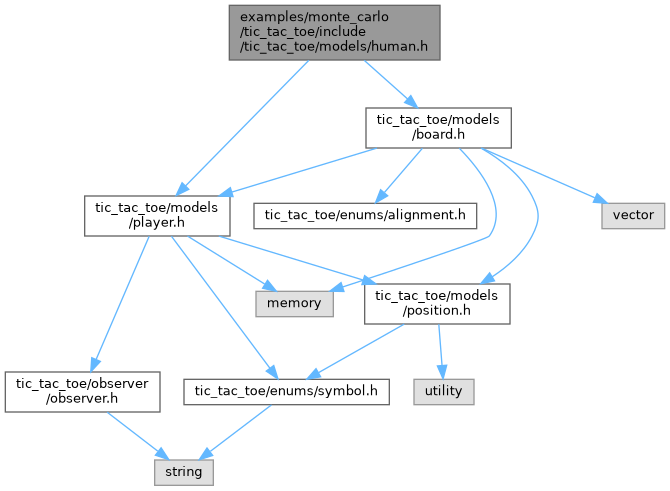 examples/monte_carlo
/tic_tac_toe/include
/tic_tac_toe/models/human.h
tic_tac_toe/models
/board.h
tic_tac_toe/models
/player.h
tic_tac_toe/enums/alignment.h
vector
memory
tic_tac_toe/models
/position.h
tic_tac_toe/observer
/observer.h
tic_tac_toe/enums/symbol.h
utility
string